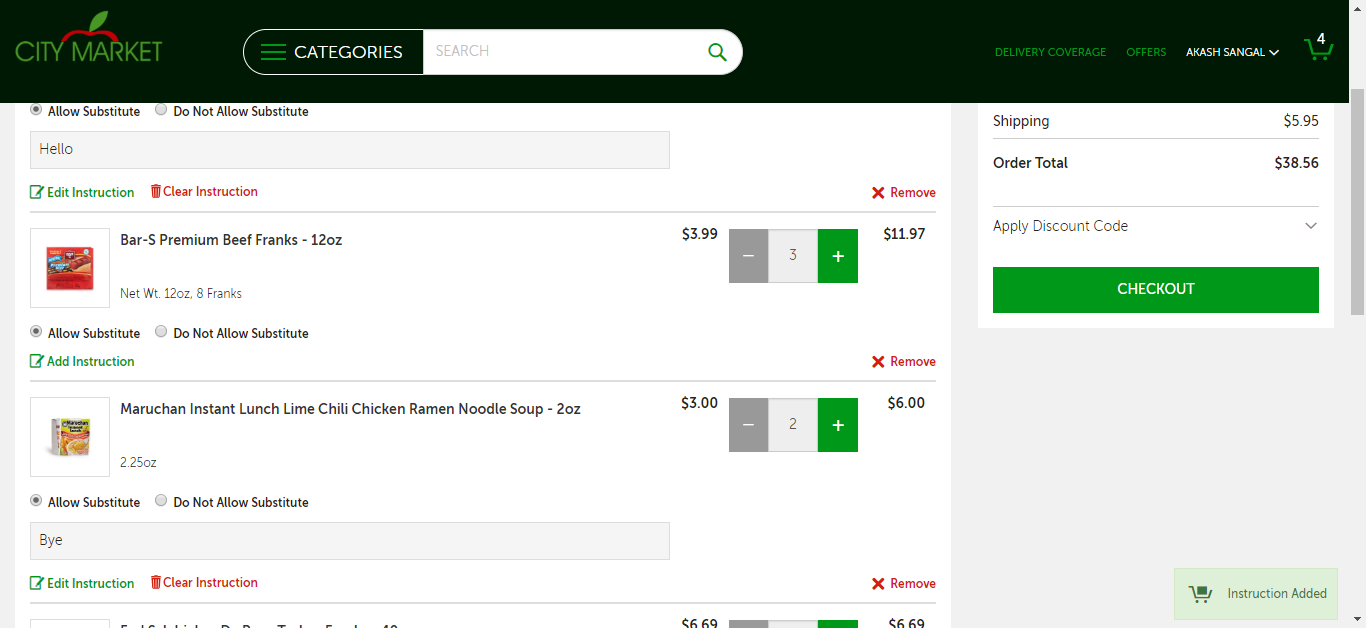 CITY MARKET
CATEGORIES
SEARCH
DELIVERY COVERAGE
OFFERS
AKASH SANGAL
4
Allow Substitute
Do Not Allow Substitute
Hello
Edit Instruction
Clear Instruction
Remove
Bar-S Premium Beef Franks - 12oz
$3.99
−
3
+
$11.97
Net Wt. 12oz, 8 Franks
Allow Substitute
Do Not Allow Substitute
Add Instruction
Remove
Maruchan Instant Lunch Lime Chili Chicken Ramen Noodle Soup - 2oz
$3.00
−
2
+
$6.00
Maruchan
2.25oz
Allow Substitute
Do Not Allow Substitute
Bye
Edit Instruction
Clear Instruction
Remove
$6.69
$6.69
Shipping
$5.95
Order Total
$38.56
Apply Discount Code
CHECKOUT
Instruction Added